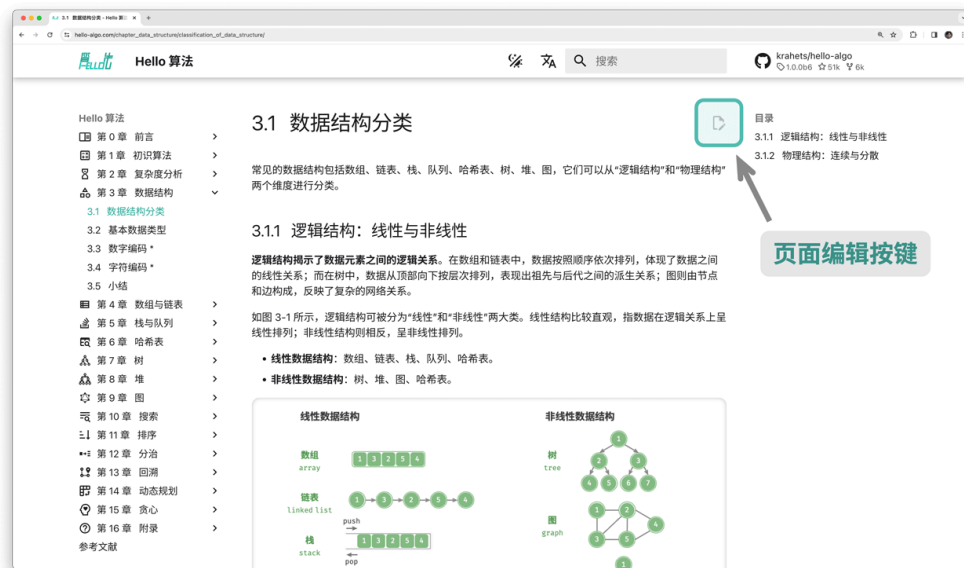 3.1 数据结构分类 - Hello 算法
hello-algo.com/chapter_data_structure/classification_of_data_structure/
Hello 算法
搜索
krahets/hello-algo
1.0.0b6 51k 6k
Hello 算法
第 0 章 前言
第 1 章 初识算法
第 2 章 复杂度分析
第 3 章 数据结构
3.1 数据结构分类
3.2 基本数据类型
3.3 数字编码 *
3.4 字符编码 *
3.5 小结
第 4 章 数组与链表
第 5 章 栈与队列
第 6 章 哈希表
第 7 章 树
第 8 章 堆
第 9 章 图
第 10 章 搜索
第 11 章 排序
第 12 章 分治
第 13 章 回溯
第 14 章 动态规划
第 15 章 贪心
第 16 章 附录
参考文献
3.1 数据结构分类
常见的数据结构包括数组、链表、栈、队列、哈希表、树、堆、图，它们可以从“逻辑结构”和“物理结构”
两个维度进行分类。
3.1.1 逻辑结构：线性与非线性
逻辑结构揭示了数据元素之间的逻辑关系。在数组和链表中，数据按照顺序依次排列，体现了数据之间
的线性关系；而在树中，数据从顶部向下按层次排列，表现出祖先与后代之间的派生关系；图则由节点
和边构成，反映了复杂的网络关系。
如图 3-1 所示，逻辑结构可被分为“线性”和“非线性”两大类。线性结构比较直观，指数据在逻辑关系上呈
线性排列；非线性结构则相反，呈非线性排列。
• 线性数据结构：数组、链表、栈、队列、哈希表。
• 非线性数据结构：树、堆、图、哈希表。
线性数据结构
数组
array
1 3 2 5 4
链表
linked list
1 3 2 5 4
栈
stack
push
1 3 2 5 4
pop
非线性数据结构
树
tree
1
2 3
4 5 6 7
图
graph
1 2
4
3 5
1
目录
3.1.1 逻辑结构：线性与非线性
3.1.2 物理结构：连续与分散
页面编辑按键